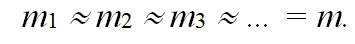 m₁ ≈ m₂ ≈ m₃ ≈ ... = m.